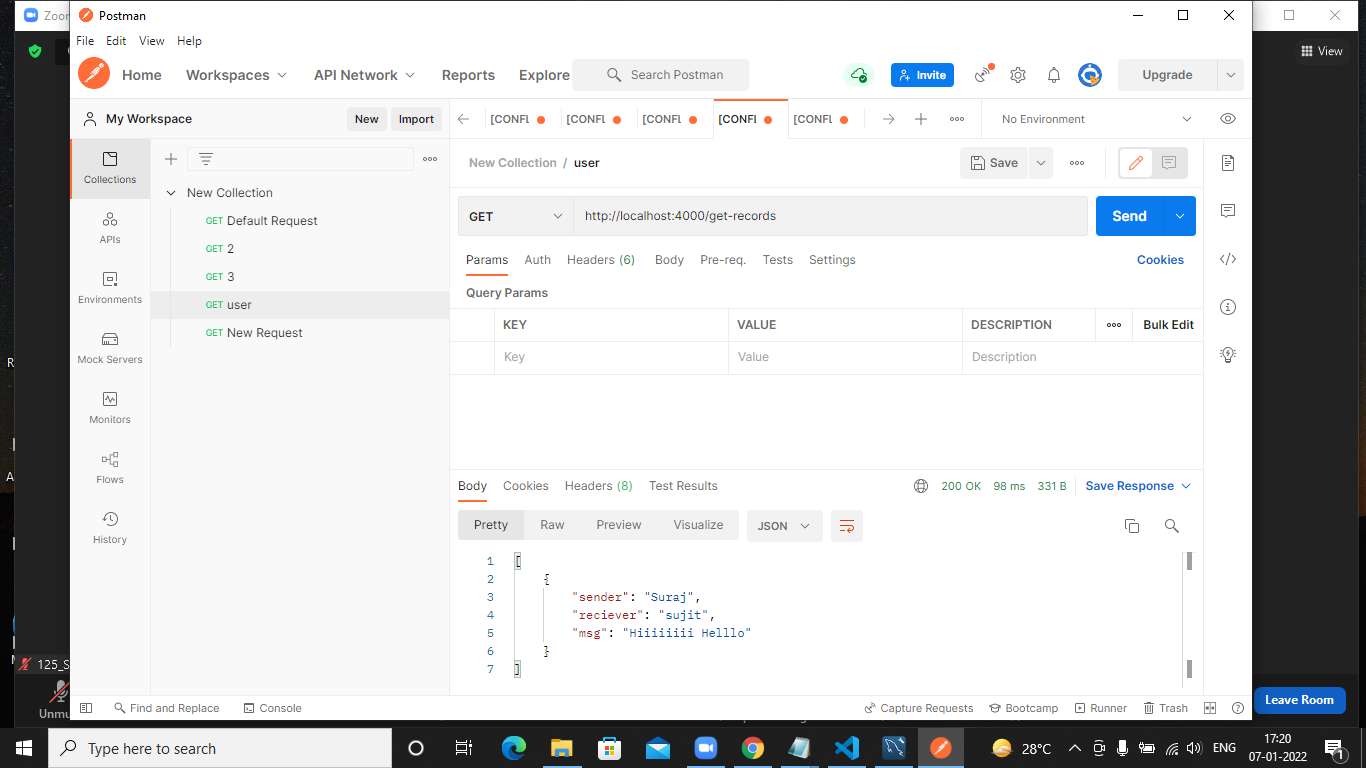 Zoom
Postman
File Edit View Help
View
Home Workspaces API Network Reports Explore Search Postman Invite Upgrade
My Workspace New Import [CONFL [CONFL [CONFL [CONFL [CONFL No Environment
New Collection / user Save
Collections
New Collection
GET Default Request
GET 2
GET 3
GET user
GET New Request
APIs
Environments
Mock Servers
Monitors
Flows
History
GET http://localhost:4000/get-records Send
Params Auth Headers (6) Body Pre-req. Tests Settings Cookies
Query Params
KEY VALUE DESCRIPTION Bulk Edit
Key Value Description
Body Cookies Headers (8) Test Results 200 OK 98 ms 331 B Save Response
Pretty Raw Preview Visualize JSON
1 [
2 {
3 "sender": "Suraj",
4 "reciever": "sujit",
5 "msg": "Hiiiiiiii Helllo"
6 }
7 ]
125_S
Unmu
Find and Replace Console Capture Requests Bootcamp Runner Trash
Leave Room
Type here to search 28°C ENG 17:20
07-01-2022
1